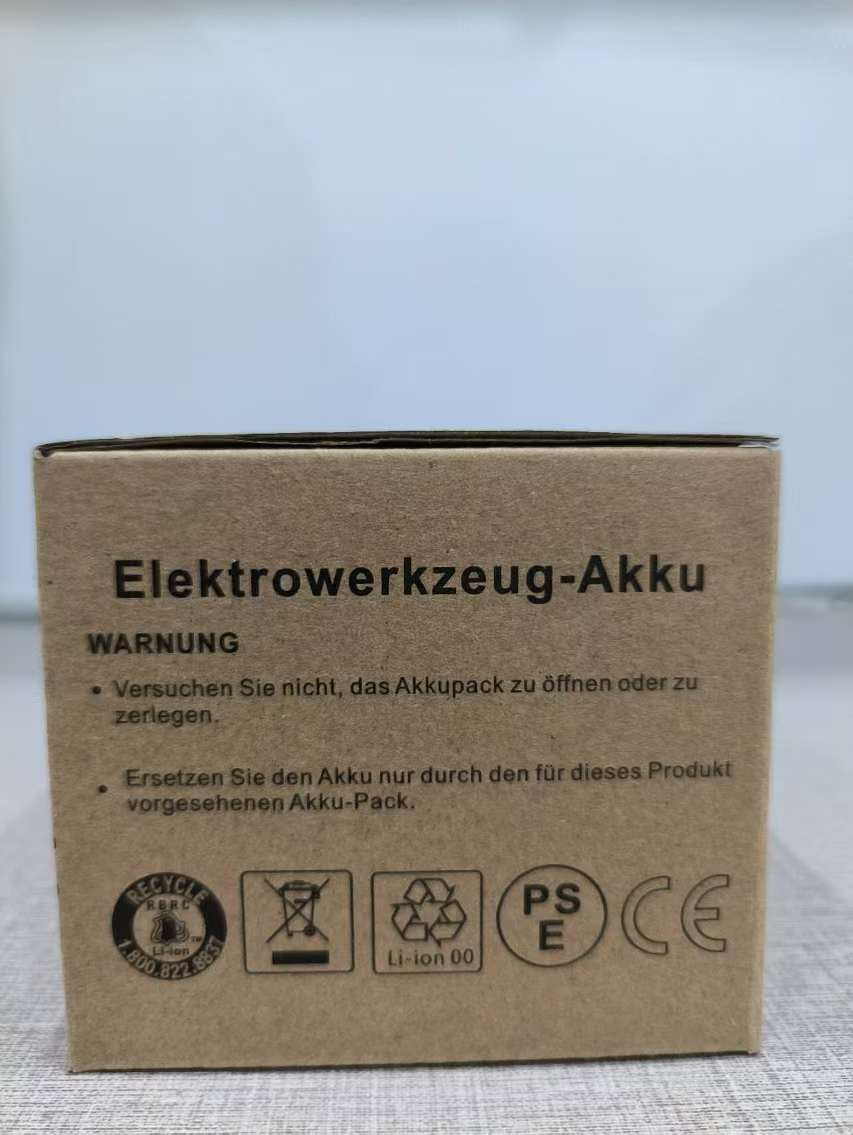 Elektrowerkzeug-Akku
WARNUNG
• Versuchen Sie nicht, das Akkupack zu öffnen oder zu
zerlegen.
• Ersetzen Sie den Akku nur durch den für dieses Produkt
vorgesehenen Akku-Pack.
RECYCLE
RBRC
Li-ion
1.800.822.8837
Li-ion 00
PS
E
CE